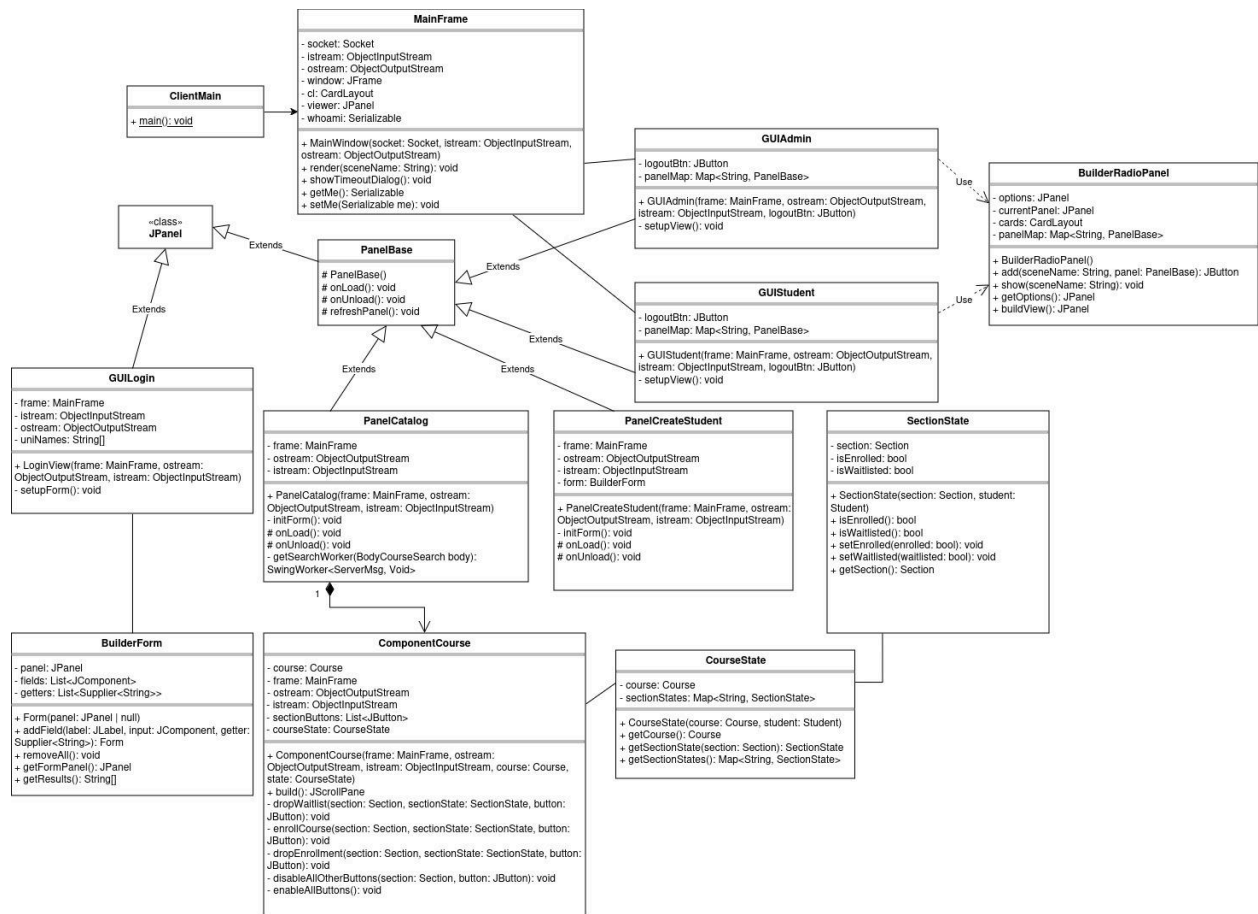 MainFrame
- socket: Socket
- istream: ObjectInputStream
- ostream: ObjectOutputStream
- window: JFrame
- cl: CardLayout
- viewer: JPanel
- whoami: Serializable
+ MainWindow(socket: Socket, istream: ObjectInputStream,
ostream: ObjectOutputStream)
+ render(sceneName: String): void
+ showTimeoutDialog(): void
+ getMe(): Serializable
+ setMe(Serializable me): void
ClientMain
+ main(): void
«class»
JPanel
Extends
Extends
PanelBase
# PanelBase()
# onLoad(): void
# onUnload(): void
# refreshPanel(): void
Extends
Extends
Extends
Extends
GUIAdmin
- logoutBtn: JButton
- panelMap: Map<String, PanelBase>
+ GUIAdmin(frame: MainFrame, ostream: ObjectOutputStream,
istream: ObjectInputStream, logoutBtn: JButton)
- setupView(): void
Use
BuilderRadioPanel
- options: JPanel
- currentPanel: JPanel
- cards: CardLayout
- panelMap: Map<String, PanelBase>
+ BuilderRadioPanel()
+ add(sceneName: String, panel: PanelBase): JButton
+ show(sceneName: String): void
+ getOptions(): JPanel
+ buildView(): JPanel
GUIStudent
- logoutBtn: JButton
- panelMap: Map<String, PanelBase>
+ GUIStudent(frame: MainFrame, ostream: ObjectOutputStream,
istream: ObjectInputStream, logoutBtn: JButton)
- setupView(): void
Use
GUILogin
- frame: MainFrame
- istream: ObjectInputStream
- ostream: ObjectOutputStream
- uniNames: String[]
+ LoginView(frame: MainFrame, ostream:
ObjectOutputStream, istream: ObjectInputStream)
- setupForm(): void
PanelCatalog
- frame: MainFrame
- ostream: ObjectOutputStream
- istream: ObjectInputStream
+ PanelCatalog(frame: MainFrame, ostream:
ObjectOutputStream, istream: ObjectInputStream)
- initForm(): void
# onLoad(): void
# onUnload(): void
- getSearchWorker(BodyCourseSearch body):
SwingWorker<ServerMsg, Void>
1
PanelCreateStudent
- frame: MainFrame
- ostream: ObjectOutputStream
- istream: ObjectInputStream
- form: BuilderForm
+ PanelCreateStudent(frame: MainFrame, ostream:
ObjectOutputStream, istream: ObjectInputStream)
- initForm(): void
# onLoad(): void
# onUnload(): void
SectionState
- section: Section
- isEnrolled: bool
- isWaitlisted: bool
+ SectionState(section: Section, student:
Student)
+ isEnrolled(): bool
+ isWaitlisted(): bool
+ setEnrolled(enrolled: bool): void
+ setWaitlisted(waitlisted: bool): void
+ getSection(): Section
BuilderForm
- panel: JPanel
- fields: List<JComponent>
- getters: List<Supplier<String>>
+ Form(panel: JPanel | null)
+ addField(label: JLabel, input: JComponent, getter:
Supplier<String>): Form
+ removeAll(): void
+ getFormPanel(): JPanel
+ getResults(): String[]
ComponentCourse
- course: Course
- frame: MainFrame
- ostream: ObjectOutputStream
- istream: ObjectInputStream
- sectionButtons: List<JButton>
- courseState: CourseState
+ ComponentCourse(frame: MainFrame, ostream:
ObjectOutputStream, istream: ObjectInputStream, course: Course,
state: CourseState)
+ build(): JScrollPane
- dropWaitlist(section: Section, sectionState: SectionState, button:
JButton): void
- enrollCourse(section: Section, sectionState: SectionState, button:
JButton): void
- dropEnrollment(section: Section, sectionState: SectionState, button:
JButton): void
- disableAllOtherButtons(section: Section, button: JButton): void
- enableAllButtons(): void
CourseState
- course: Course
- sectionStates: Map<String, SectionState>
+ CourseState(course: Course, student: Student)
+ getCourse(): Course
+ getSectionState(section: Section): SectionState
+ getSectionStates(): Map<String, SectionState>